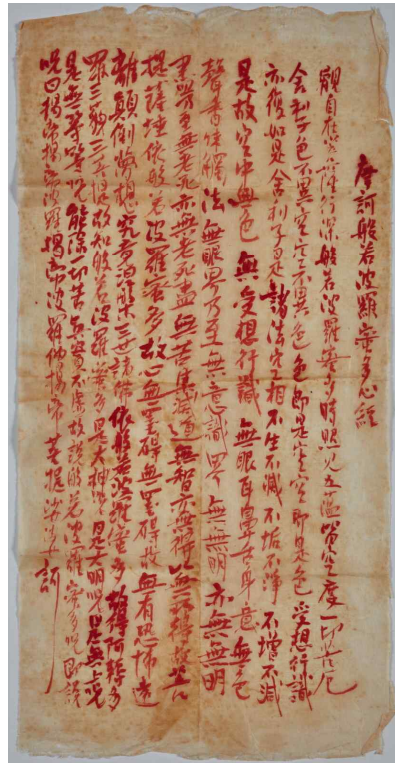 摩訶般若波羅蜜多心經
觀自在菩薩行深般若波羅蜜多時照見五蘊皆空度一切苦厄
舍利子色不異空空不異色色即是空空即是色受想行識
亦復如是舍利子是諸法空相不生不滅不垢不淨不增不減
是故空中無色無受想行識無眼耳鼻舌身意無色
聲香味觸法無眼界乃至無意識界無無明亦無無明
盡乃至無老死亦無老死盡無苦集滅道無智亦無得以無所得故菩
提薩埵依般若波羅蜜多故心無罣礙無罣礙故無有恐怖遠
離顛倒夢想究竟涅槃三世諸佛依般若波羅蜜多故得阿耨多
羅三藐三菩提故知般若波羅蜜多是大神咒是大明咒是無上咒
是無等等咒能除一切苦真實不虛故說般若波羅蜜多咒即說
咒曰揭諦揭諦波羅揭諦波羅僧揭諦菩提娑婆訶